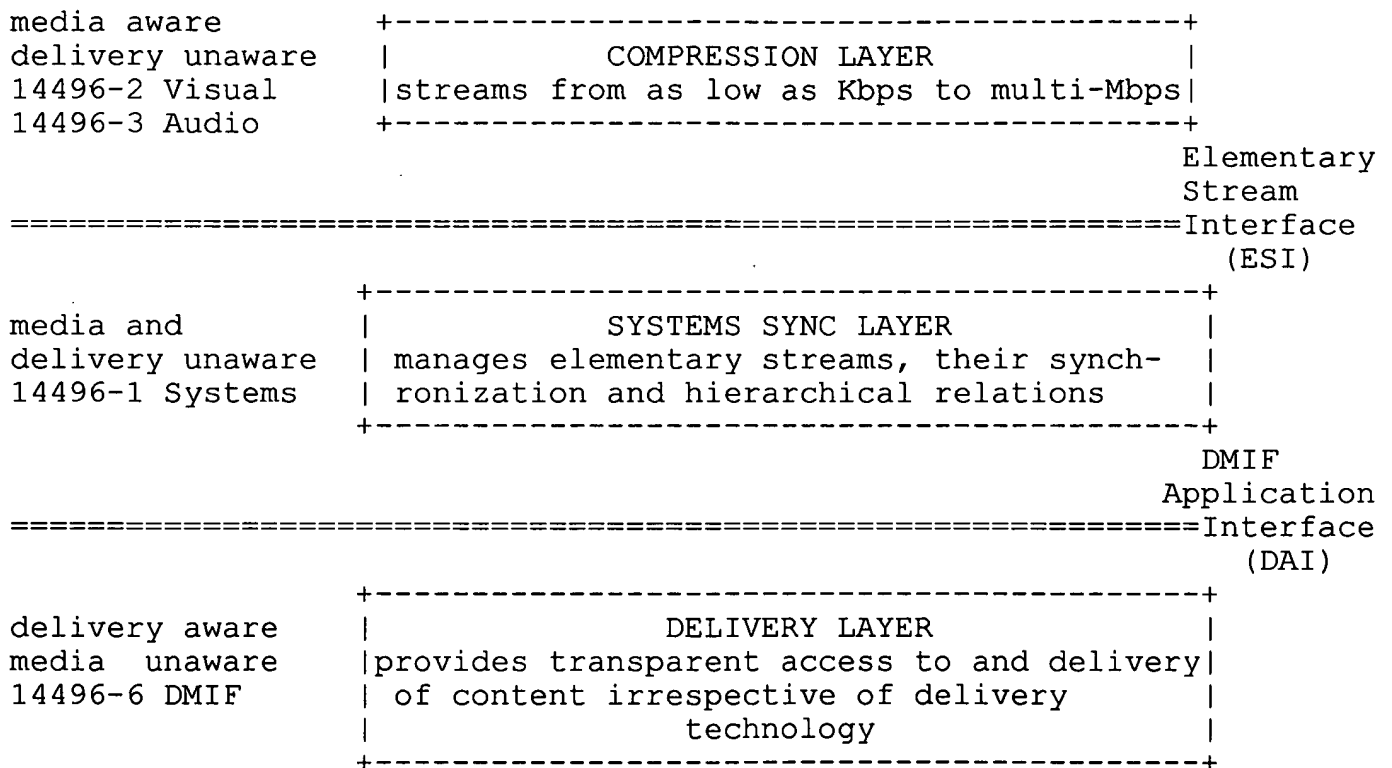 media aware          +-----------------------------------------+
delivery unaware     |           COMPRESSION LAYER             |
14496-2 Visual       |streams from as low as Kbps to multi-Mbps|
14496-3 Audio        +-----------------------------------------+
                                                               Elementary
                                                               Stream
===============================================================Interface
                                                                 (ESI)
                    +-------------------------------------------+
media and           |            SYSTEMS SYNC LAYER             |
delivery unaware    | manages elementary streams, their synch-  |
14496-1 Systems     | ronization and hierarchical relations     |
                    +-------------------------------------------+
                                                                DMIF
                                                              Application
================================================================Interface
                                                                  (DAI)
                    +-------------------------------------------+
delivery aware      |               DELIVERY LAYER              |
media  unaware      |provides transparent access to and delivery|
14496-6 DMIF        | of content irrespective of delivery       |
                    |                technology                 |
                    +-------------------------------------------+